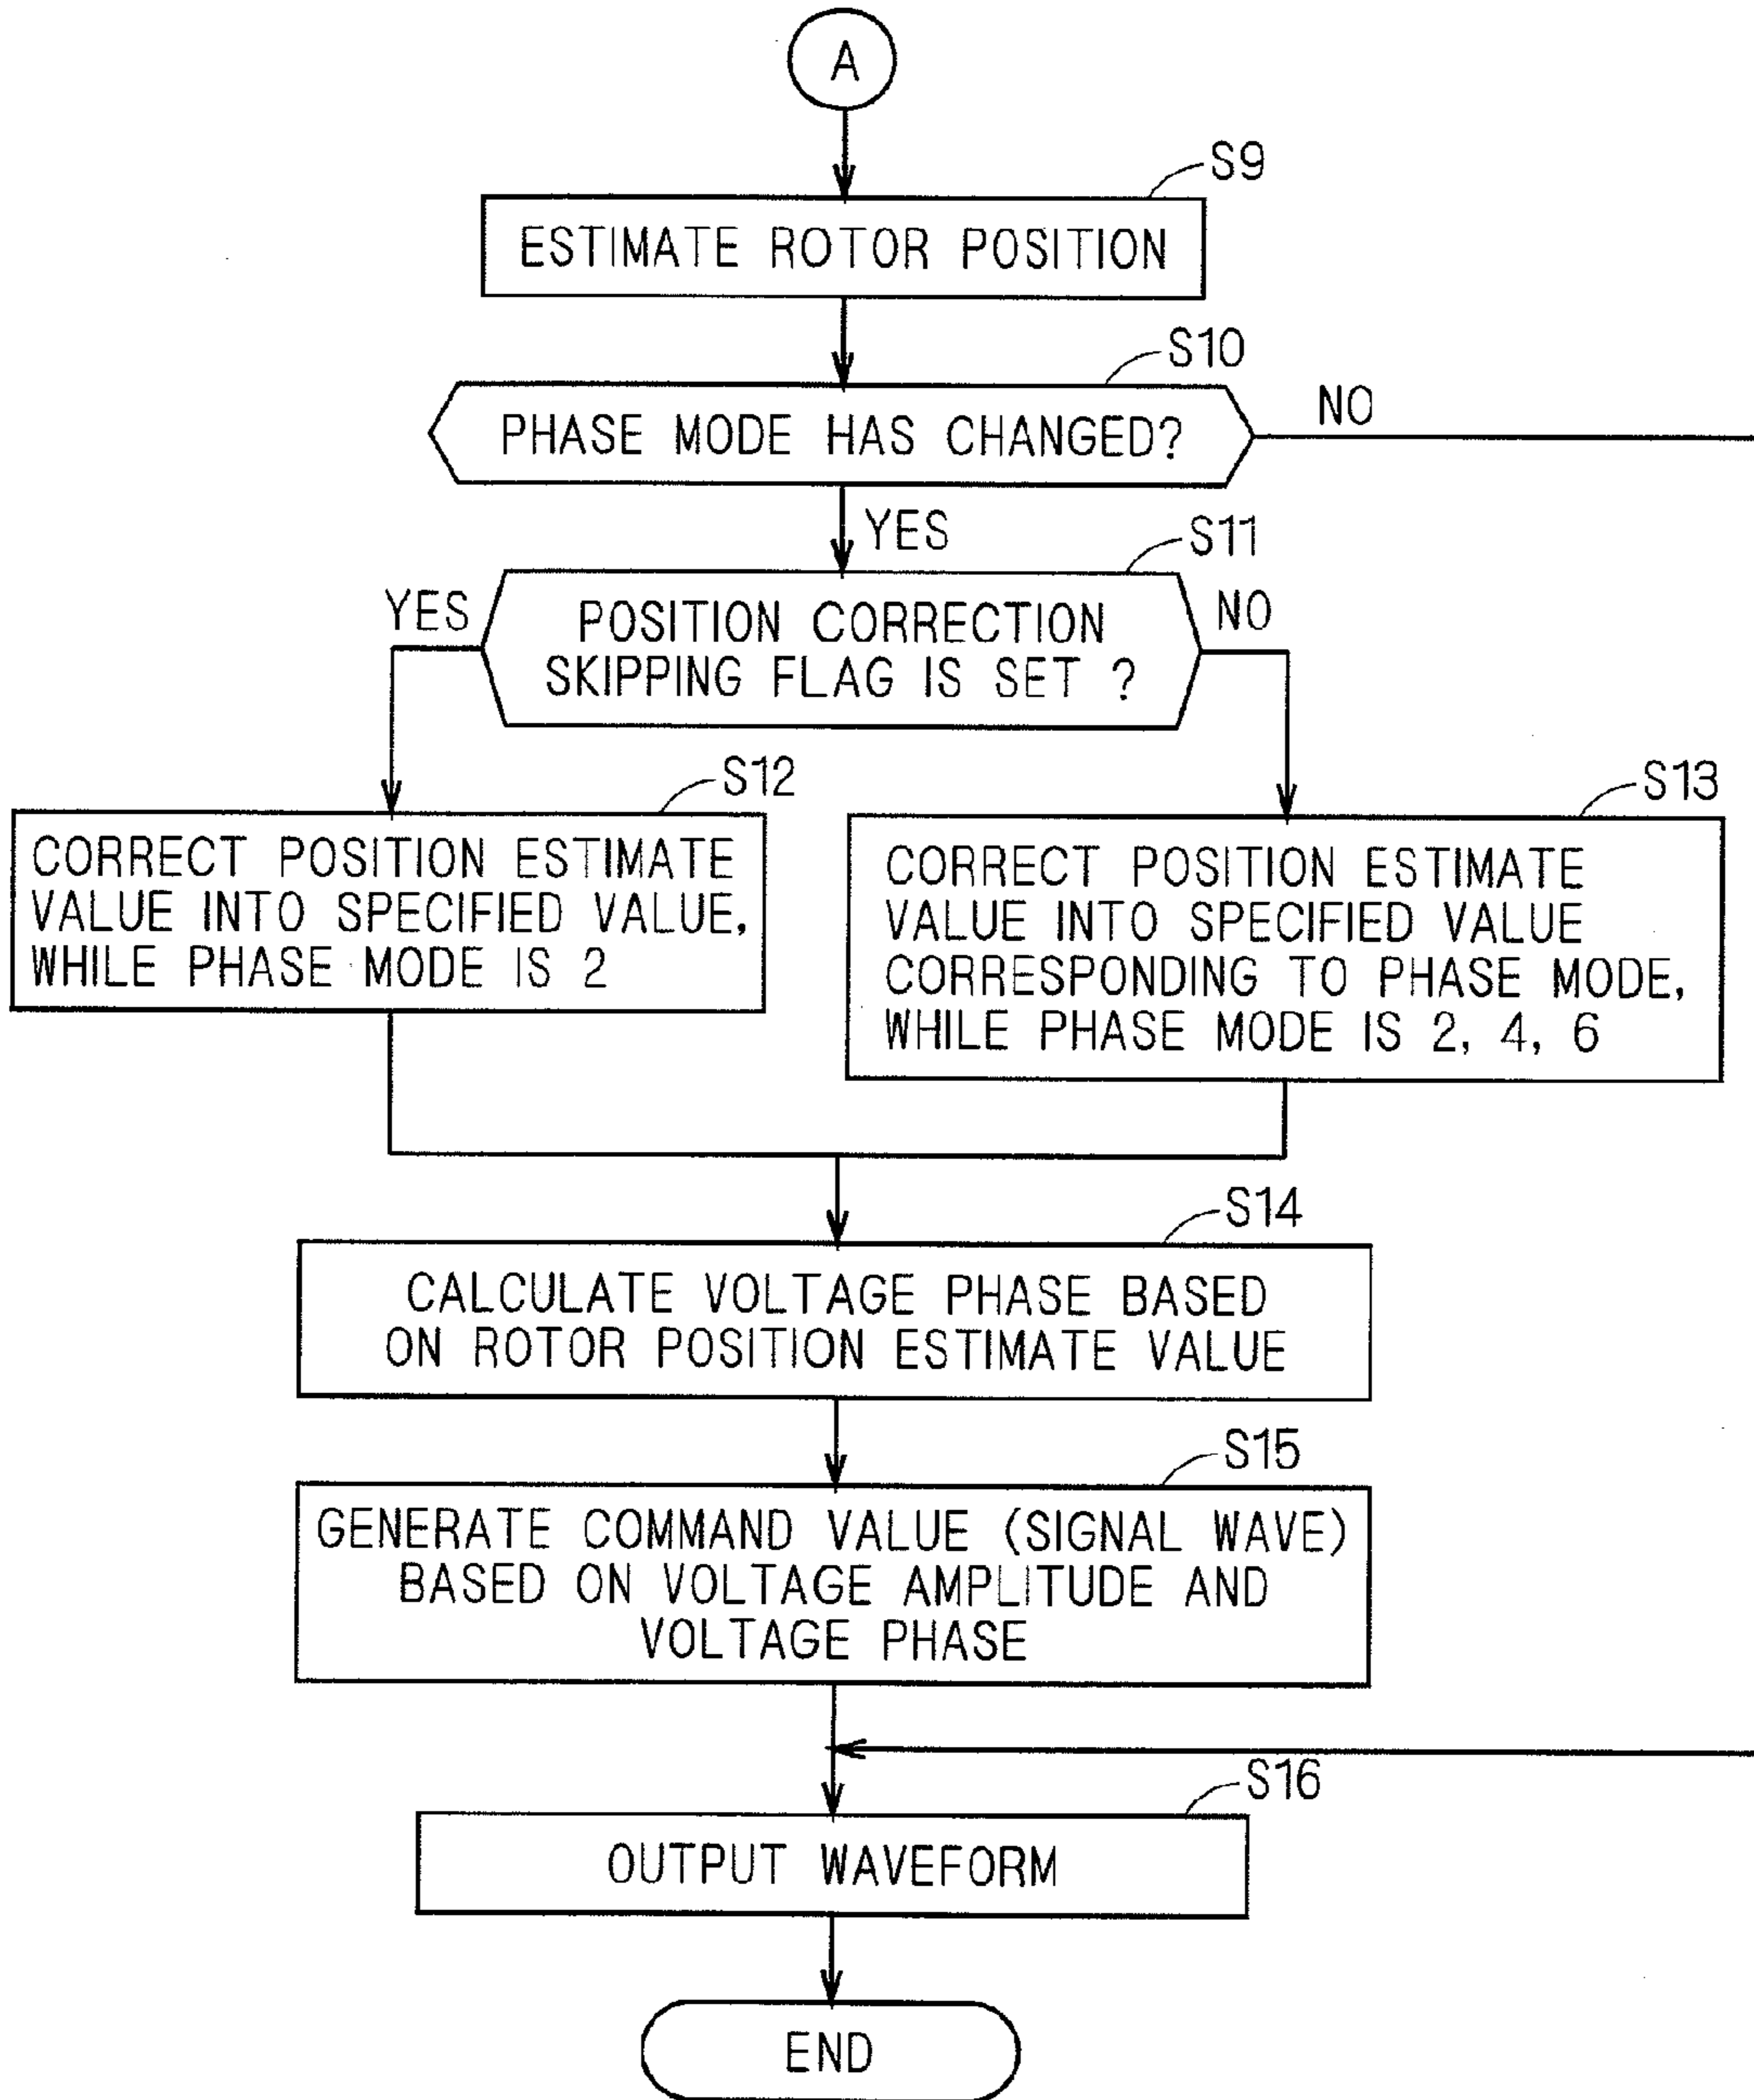 A
S9
ESTIMATE ROTOR POSITION
S10
PHASE MODE HAS CHANGED?
NO
YES
S11
YES
POSITION CORRECTION
SKIPPING FLAG IS SET ?
NO
S12
CORRECT POSITION ESTIMATE
VALUE INTO SPECIFIED VALUE,
WHILE PHASE MODE IS 2
S13
CORRECT POSITION ESTIMATE
VALUE INTO SPECIFIED VALUE
CORRESPONDING TO PHASE MODE,
WHILE PHASE MODE IS 2, 4, 6
S14
CALCULATE VOLTAGE PHASE BASED
ON ROTOR POSITION ESTIMATE VALUE
S15
GENERATE COMMAND VALUE (SIGNAL WAVE)
BASED ON VOLTAGE AMPLITUDE AND
VOLTAGE PHASE
S16
OUTPUT WAVEFORM
END